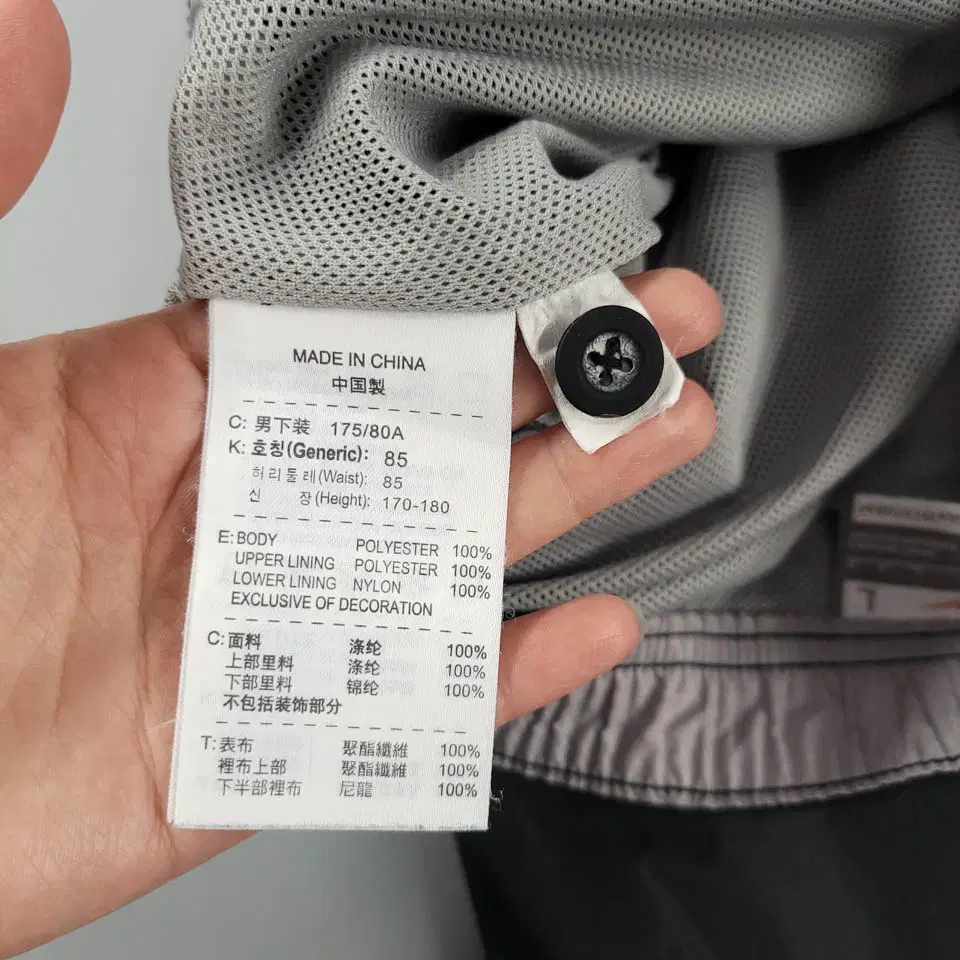 MADE IN CHINA
中国製
C: 男下装 175/80A
K: 호칭(Generic): 85
허리둘레(Waist): 85
신 장(Height): 170-180
E: BODY POLYESTER 100%
UPPER LINING POLYESTER 100%
LOWER LINING NYLON 100%
EXCLUSIVE OF DECORATION
C: 面料 涤纶 100%
上部里料 涤纶 100%
下部里料 锦纶 100%
不包括装饰部分
T: 表布 聚酯纖維 100%
裡布上部 聚酯纖維 100%
下半部裡布 尼龍 100%
L